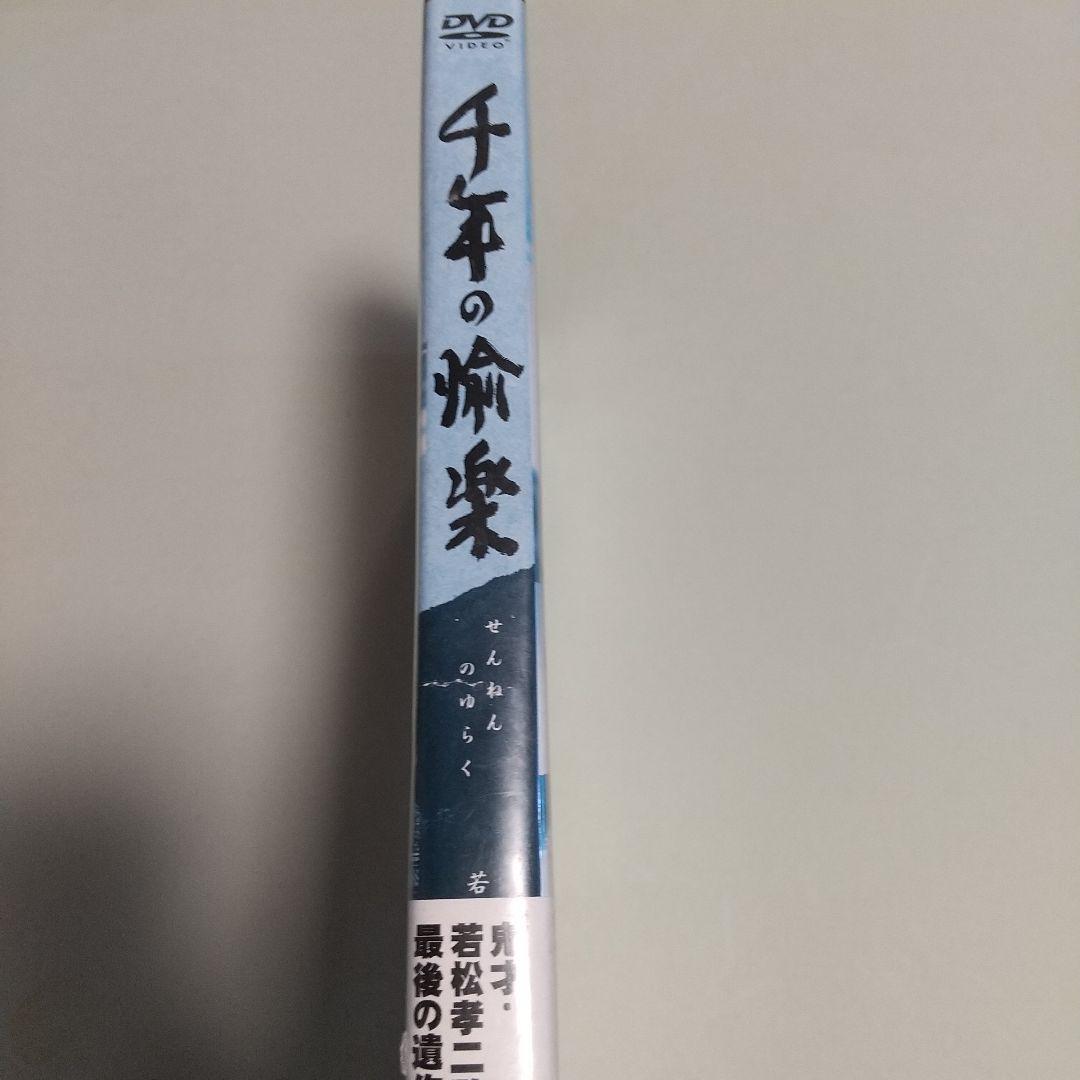 DVD
VIDEO
千年の愉楽
せんねん
のゆらく
若
鬼才・
若松孝二
最後の遺